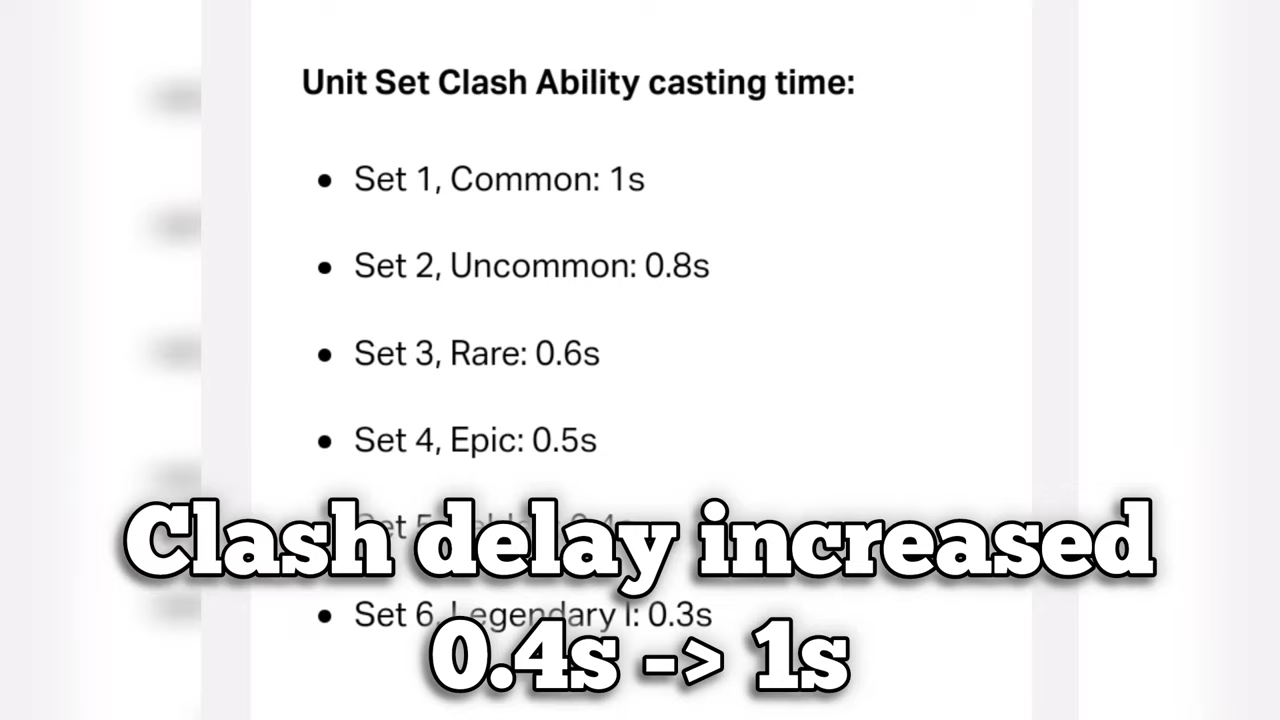 Unit Set Clash Ability casting time:
• Set 1, Common: 1s
• Set 2, Uncommon: 0.8s
• Set 3, Rare: 0.6s
• Set 4, Epic: 0.5s
Clash delay increased
• Set 6, Legendary I: 0.3s
0.4s -> 1s